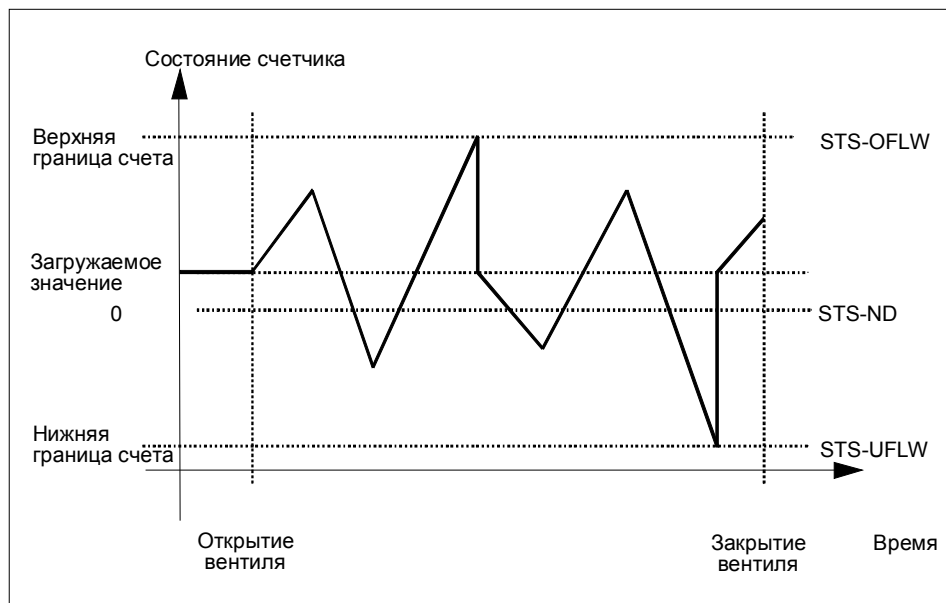 Состояние счетчика
Верхняя
граница счета
STS-OFLW
Загружаемое
значение
0
STS-ND
Нижняя
граница счета
STS-UFLW
Открытие
вентиля
Закрытие
вентиля
Время